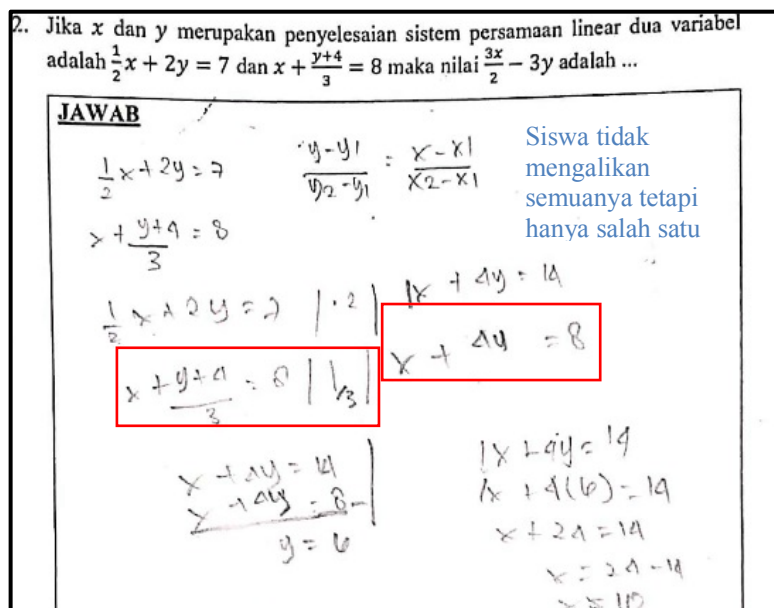 2. Jika x dan y merupakan penyelesaian sistem persamaan linear dua variabel
adalah 1/2 x + 2y = 7 dan x + (y+4)/3 = 8 maka nilai 3x/2 − 3y adalah ...
JAWAB
1/2 x + 2y = 7
(y-y1)/(y2-y1) = (x-x1)/(x2-x1)
x + (y+4)/3 = 8
Siswa tidak
mengalikan
semuanya tetapi
hanya salah satu
1/2 x + 2y = 7 | ·2 | 1x + 4y = 14
x + (y+4)/3 = 8 | 1/3 | x + 4y = 8
x + 4y = 14
x + 4y = 8 -
y = 6
1x + 4y = 14
1x + 4(6) = 14
x + 24 = 14
x = 24 - 14
x = 10